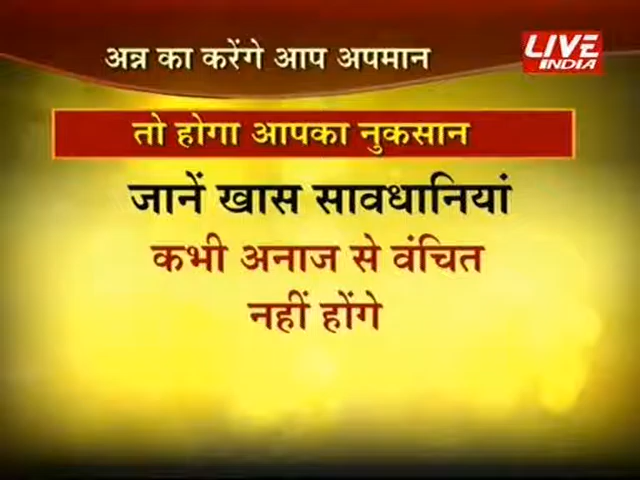 अन्न का करेंगे आप अपमान
LIVE
INDIA
तो होगा आपका नुकसान
जानें खास सावधानियां
कभी अनाज से वंचित
नहीं होंगे